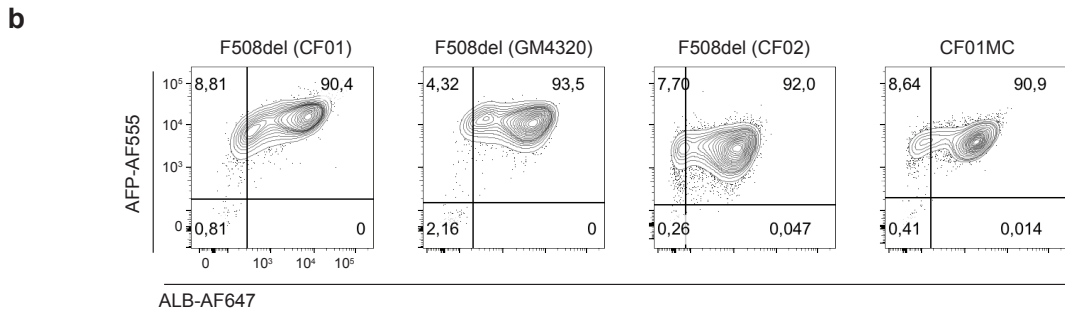 b
F508del (CF01) F508del (GM4320) F508del (CF02) CF01MC
AFP-AF555
10⁵
10⁴
10³
0
8,81 90,4
0,81 0
0 10³ 10⁴ 10⁵
4,32 93,5
2,16 0
7,70 92,0
0,26 0,047
8,64 90,9
0,41 0,014
ALB-AF647